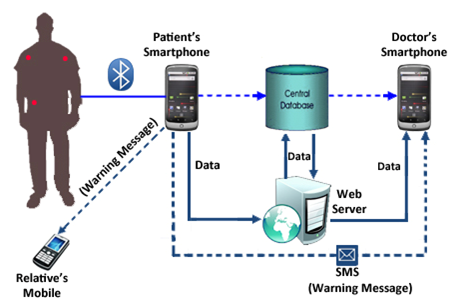 Patient's
Smartphone
Doctor's
Smartphone
Central
Database
(Warning Message)
Data
Data
Data
Web
Server
Relative's
Mobile
SMS
(Warning Message)